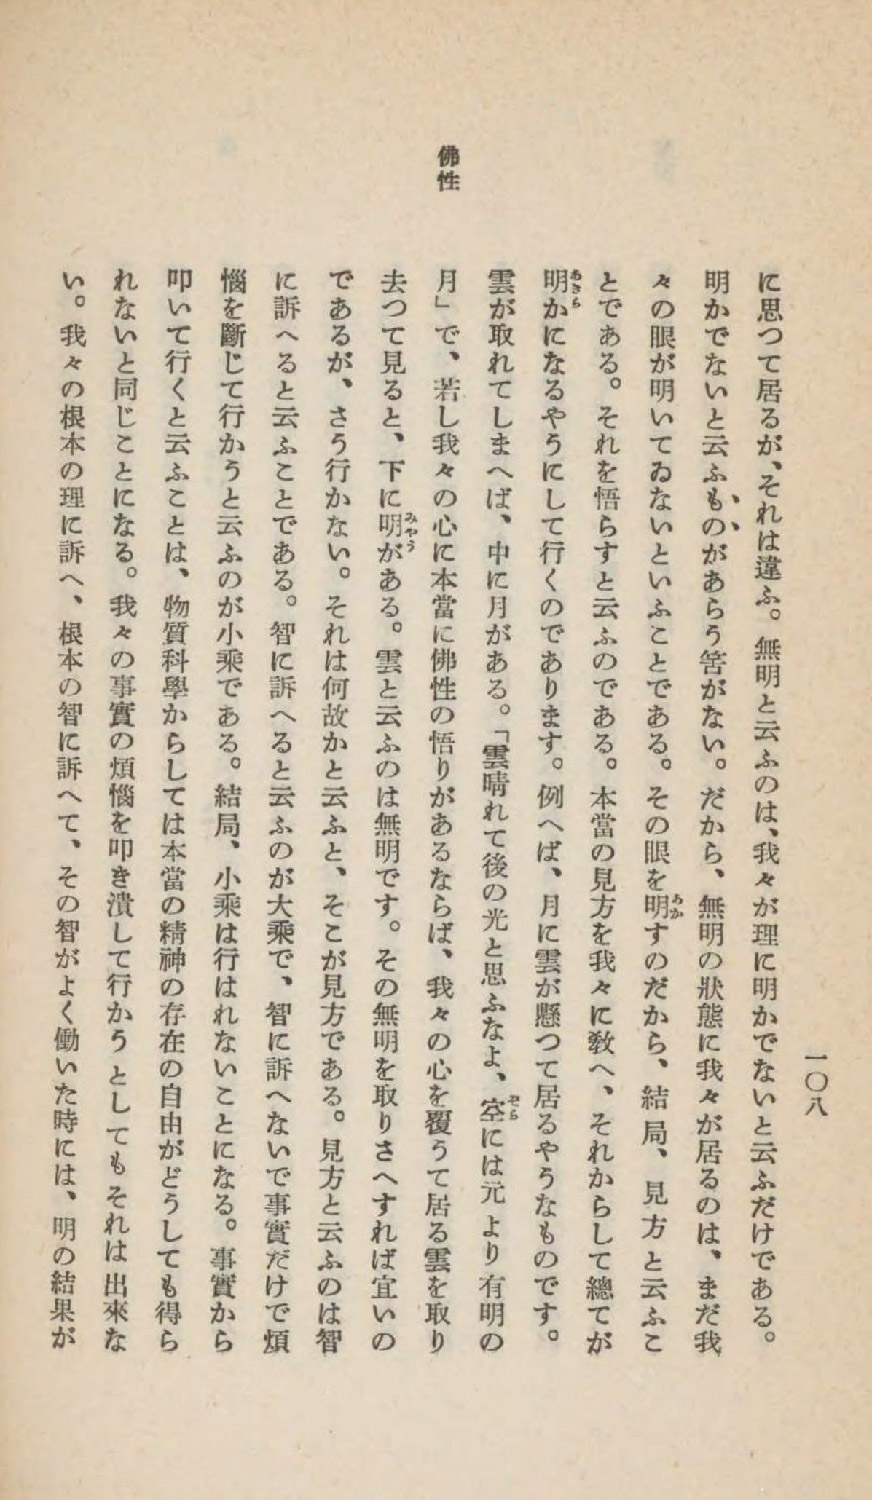 佛性
一〇八
に思つて居るが、それは違ふ。無明と云ふのは、我々が理に明かでないと云ふだけである。
明かでないと云ふものがあらう筈がない。だから、無明の狀態に我々が居るのは、まだ我
々の眼が明いてゐないといふことである。その眼を明すのだから、結局、見方と云ふこ
とである。それを悟らすと云ふのである。本當の見方を我々に敎へ、それからして總てが
明かになるやうにして行くのであります。例へば、月に雲が懸つて居るやうなものです。
雲が取れてしまへば、中に月がある。「雲晴れて後の光と思ふなよ、空には元より有明の
月」で、若し我々の心に本當に佛性の悟りがあるならば、我々の心を覆うて居る雲を取り
去つて見ると、下に明がある。雲と云ふのは無明です。その無明を取りさへすれば宜いの
であるが、さう行かない。それは何故かと云ふと、そこが見方である。見方と云ふのは智
に訴へると云ふことである。智に訴へると云ふのが大乘で、智に訴へないで事實だけで煩
惱を斷じて行かうと云ふのが小乘である。結局、小乘は行はれないことになる。事實から
叩いて行くと云ふことは、物質科學からしては本當の精神の存在の自由がどうしても得ら
れないと同じことになる。我々の事實の煩惱を叩き潰して行かうとしてもそれは出來な
い。我々の根本の理に訴へ、根本の智に訴へて、その智がよく働いた時には、明の結果が